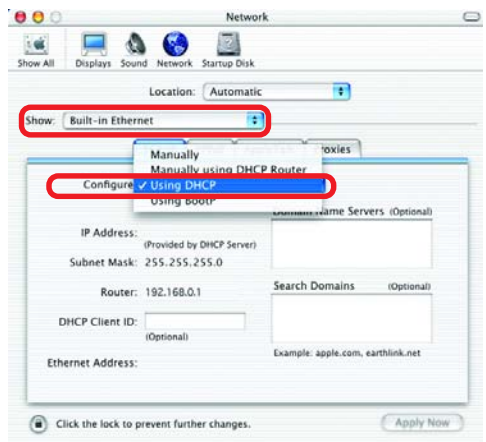 Network
Show All Displays Sound Network Startup Disk
Location: Automatic
Show: Built-in Ethernet
Proxies
Manually
Manually using DHCP Router
Configure ✓ Using DHCP
Using BootP
Domain Name Servers (Optional)
IP Address:
(Provided by DHCP Server)
Subnet Mask: 255.255.255.0
Router: 192.168.0.1
Search Domains (Optional)
DHCP Client ID:
(Optional)
Example: apple.com, earthlink.net
Ethernet Address:
Click the lock to prevent further changes.
Apply Now